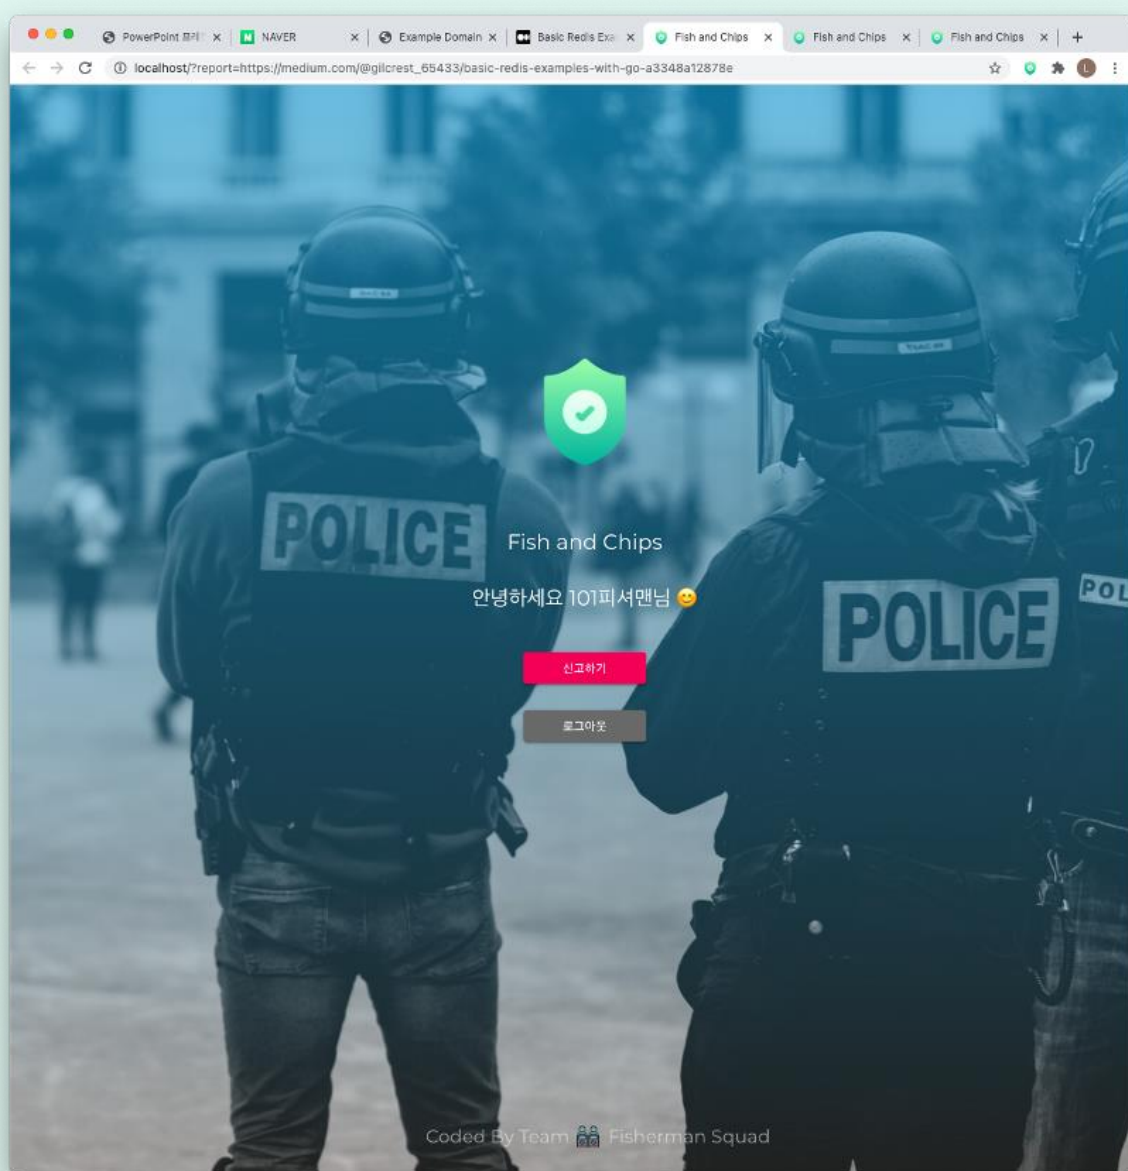 PowerPoint 프레
NAVER
Example Domain
Basic Redis Exa
Fish and Chips
Fish and Chips
Fish and Chips
localhost/?report=https://medium.com/@gilcrest_65433/basic-redis-examples-with-go-a3348a12878e
L
POLICE
POLICE
POL
Fish and Chips
안녕하세요 101피셔맨님 😊
신고하기
로그아웃
Coded By Team 👥 Fisherman Squad